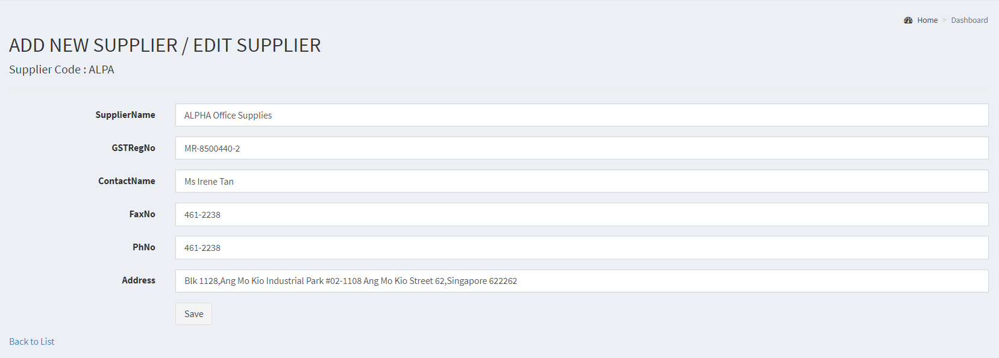 Home > Dashboard
ADD NEW SUPPLIER / EDIT SUPPLIER
Supplier Code : ALPA
SupplierName ALPHA Office Supplies
GSTRegNo MR-8500440-2
ContactName Ms Irene Tan
FaxNo 461-2238
PhNo 461-2238
Address Blk 1128,Ang Mo Kio Industrial Park #02-1108 Ang Mo Kio Street 62,Singapore 622262
Save
Back to List